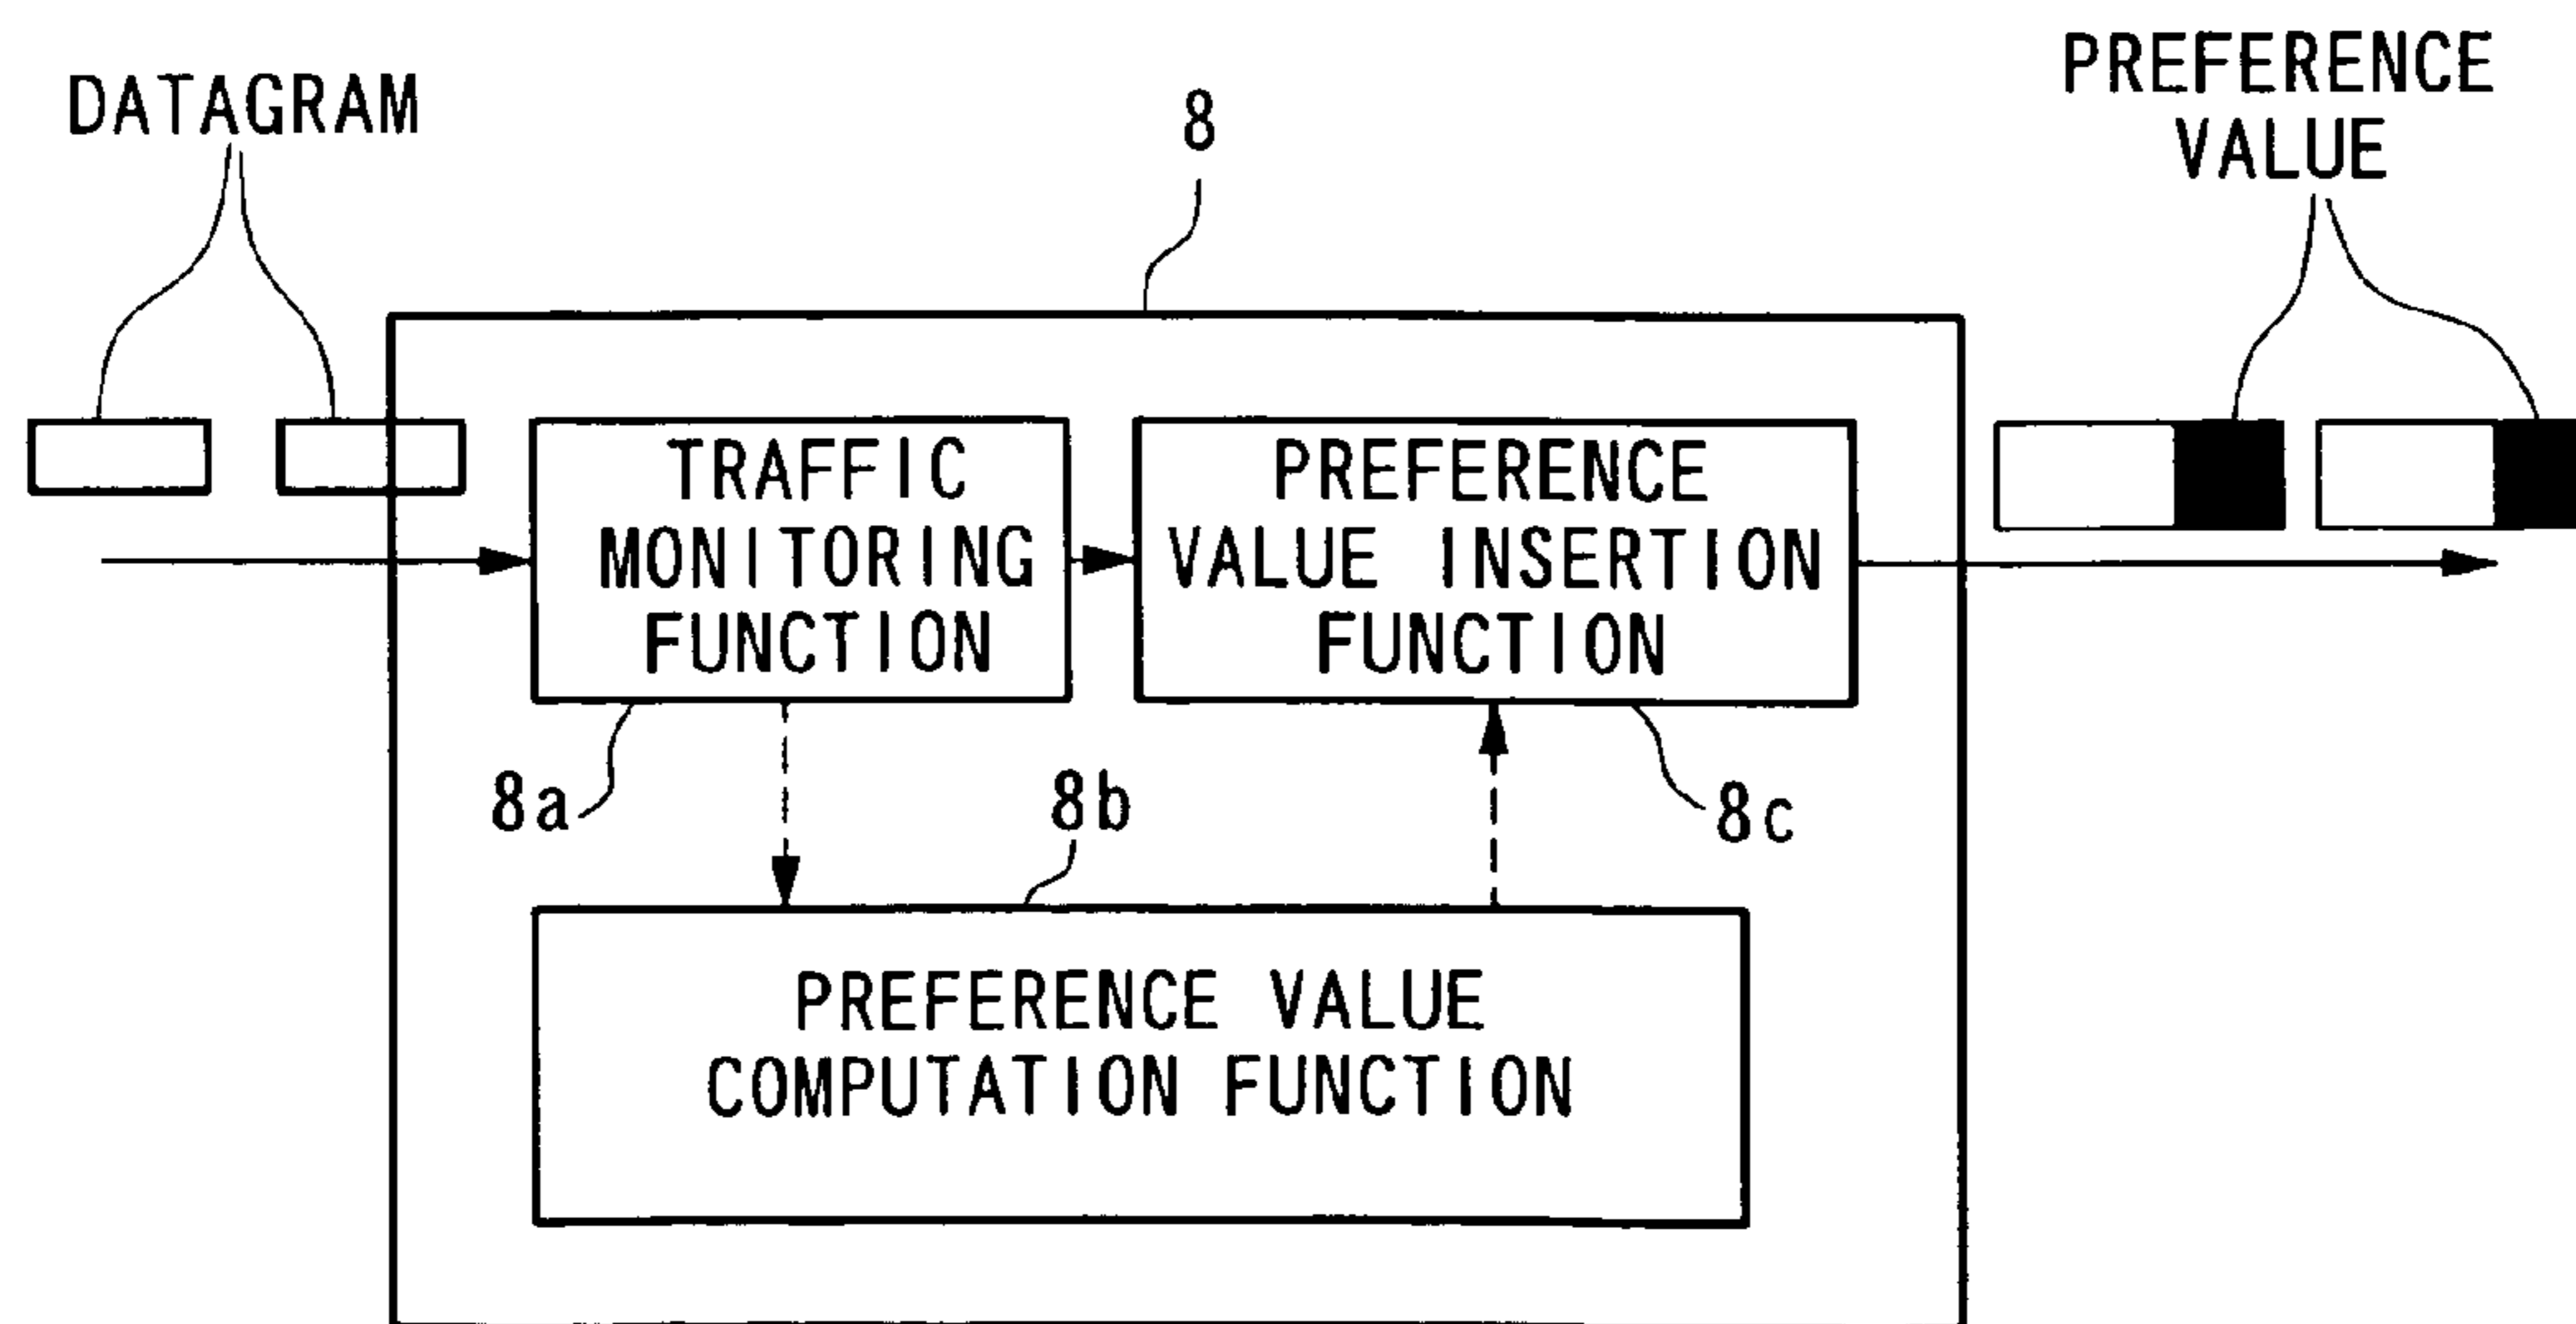 DATAGRAM
8
PREFERENCE
VALUE
TRAFFIC
MONITORING
FUNCTION
PREFERENCE
VALUE INSERTION
FUNCTION
8a
8b
8c
PREFERENCE VALUE
COMPUTATION FUNCTION